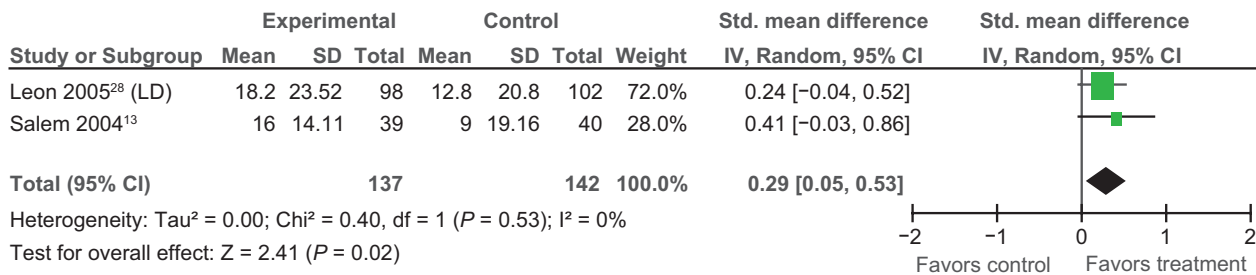 Experimental Control Std. mean difference Std. mean difference
Study or Subgroup Mean SD Total Mean SD Total Weight IV, Random, 95% CI IV, Random, 95% CI
Leon 2005²⁸ (LD) 18.2 23.52 98 12.8 20.8 102 72.0% 0.24 [−0.04, 0.52]
Salem 2004¹³ 16 14.11 39 9 19.16 40 28.0% 0.41 [−0.03, 0.86]
Total (95% CI) 137 142 100.0% 0.29 [0.05, 0.53]
Heterogeneity: Tau² = 0.00; Chi² = 0.40, df = 1 (P = 0.53); I² = 0%
Test for overall effect: Z = 2.41 (P = 0.02)
−2 −1 0 1 2
Favors control Favors treatment